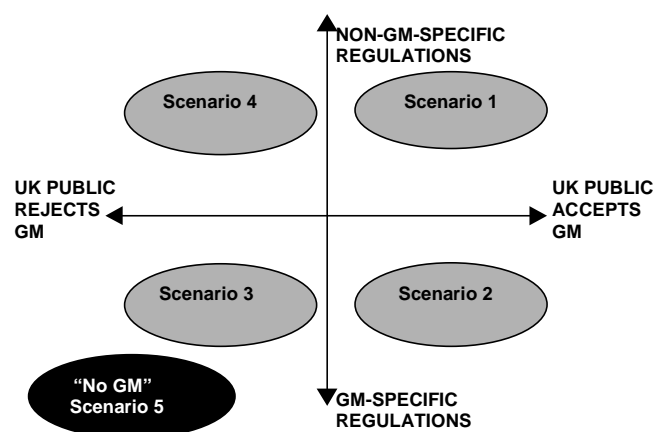 NON-GM-SPECIFIC
REGULATIONS
Scenario 4
Scenario 1
UK PUBLIC
REJECTS
GM
UK PUBLIC
ACCEPTS
GM
Scenario 3
Scenario 2
“No GM”
Scenario 5
GM-SPECIFIC
REGULATIONS